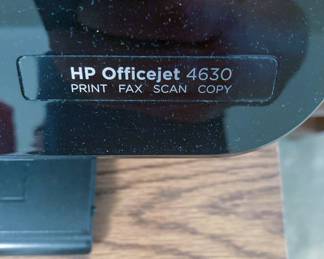 HP Officejet 4630
PRINT FAX SCAN COPY